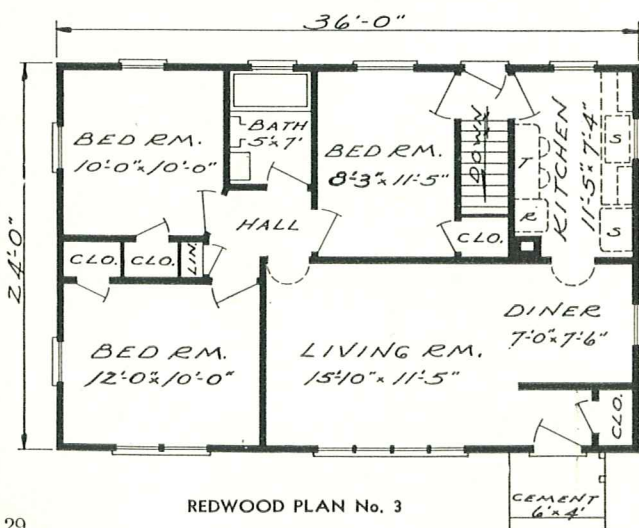 36'-0"
24'-0"
BED RM.
10'-0"x10'-0"
BATH
5'x7'
BED RM.
8'-3"x11'-5"
DOWN
T
R
KITCHEN
11'-5"x7'-4"
S
S
HALL
CLO.
CLO.
LIN.
CLO.
BED RM.
12'-0"x10'-0"
LIVING RM.
15'-10"x11'-5"
DINER
7'-0"x7'-6"
CLO.
CEMENT
6'x4'
REDWOOD PLAN No. 3
29